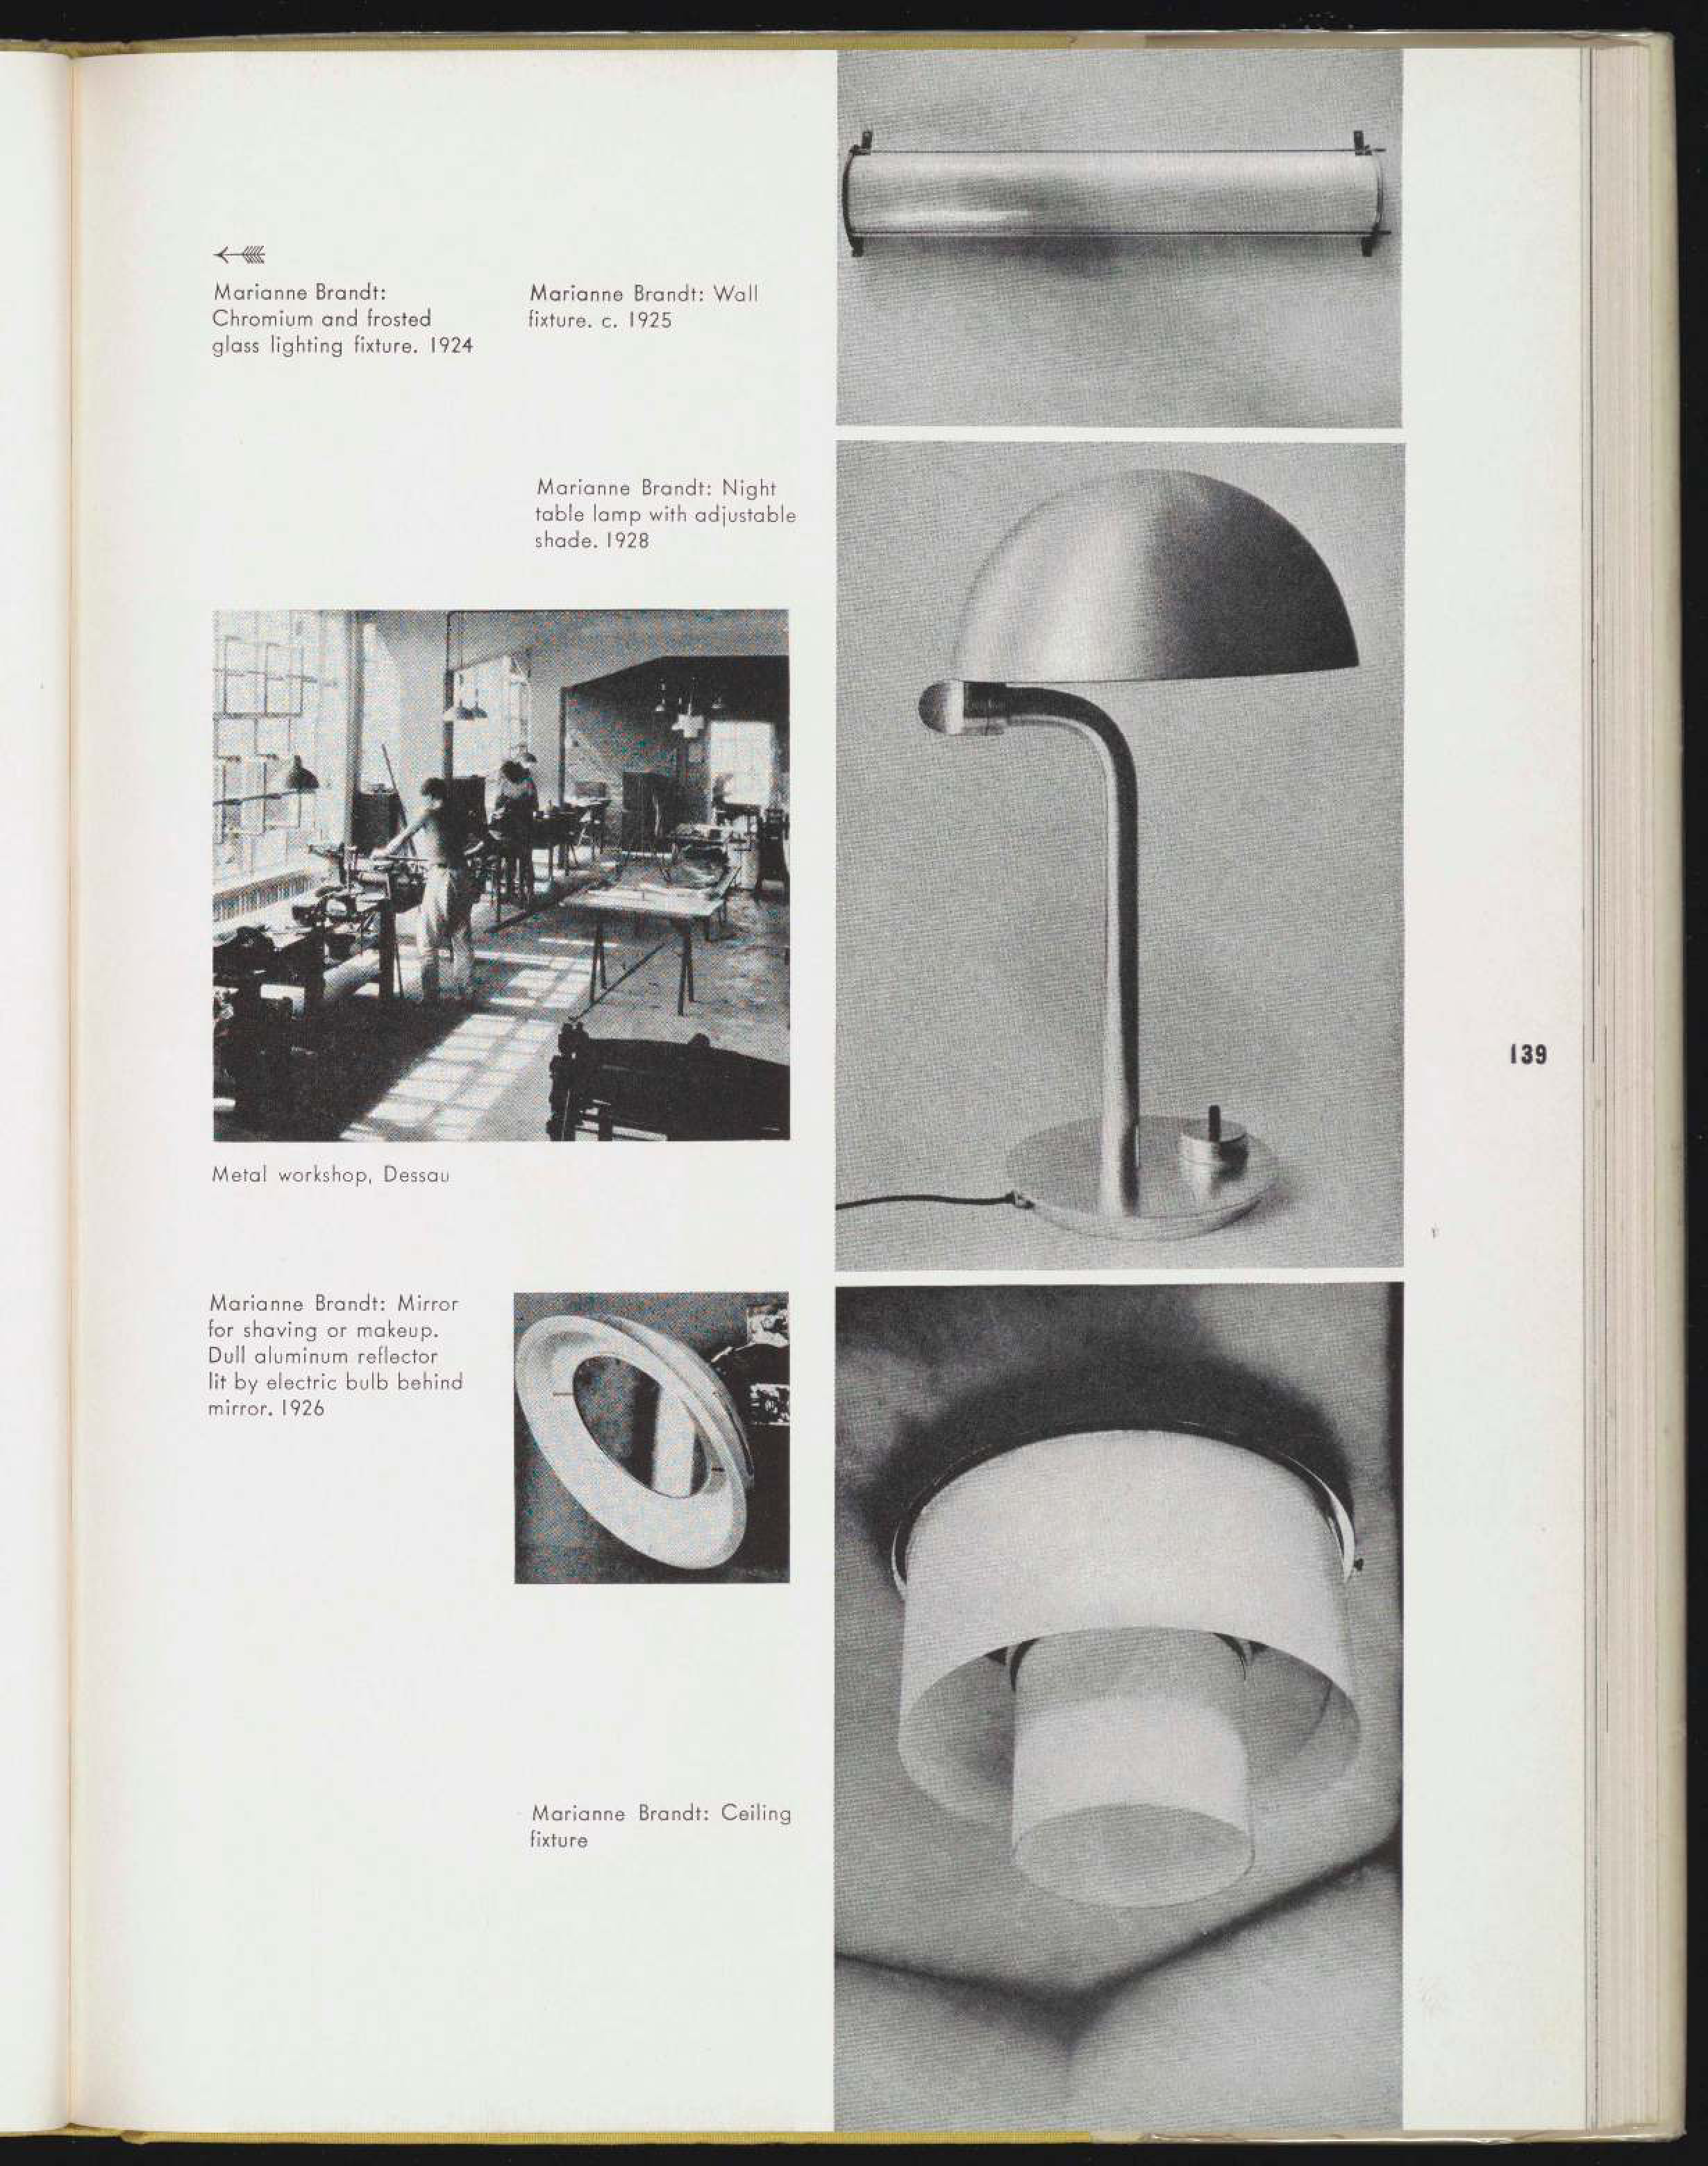 Marianne Brandt:
Chromium and frosted
glass lighting fixture. 1924
Marianne Brandt: Wall
fixture. c. 1925
Marianne Brandt: Night
table lamp with adjustable
shade. 1928
Metal workshop, Dessau
Marianne Brandt: Mirror
for shaving or makeup.
Dull aluminum reflector
lit by electric bulb behind
mirror. 1926
Marianne Brandt: Ceiling
fixture
139